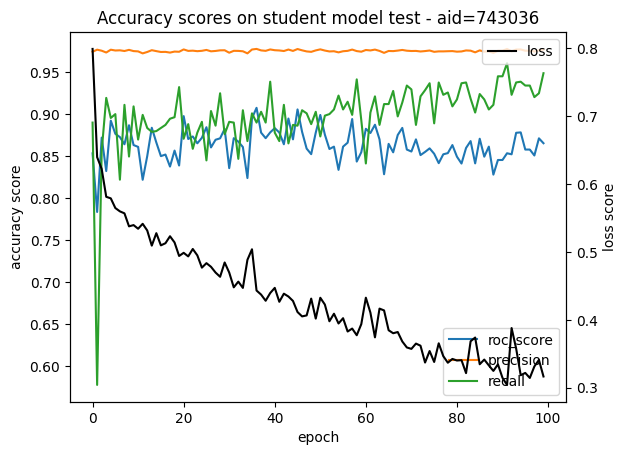 Accuracy scores on student model test - aid=743036
accuracy score
0.95
0.90
0.85
0.80
0.75
0.70
0.65
0.60
loss
0.8
0.7
0.6
0.5
0.4
0.3
loss score
roc_score
precision
recall
0
20
40
60
80
100
epoch